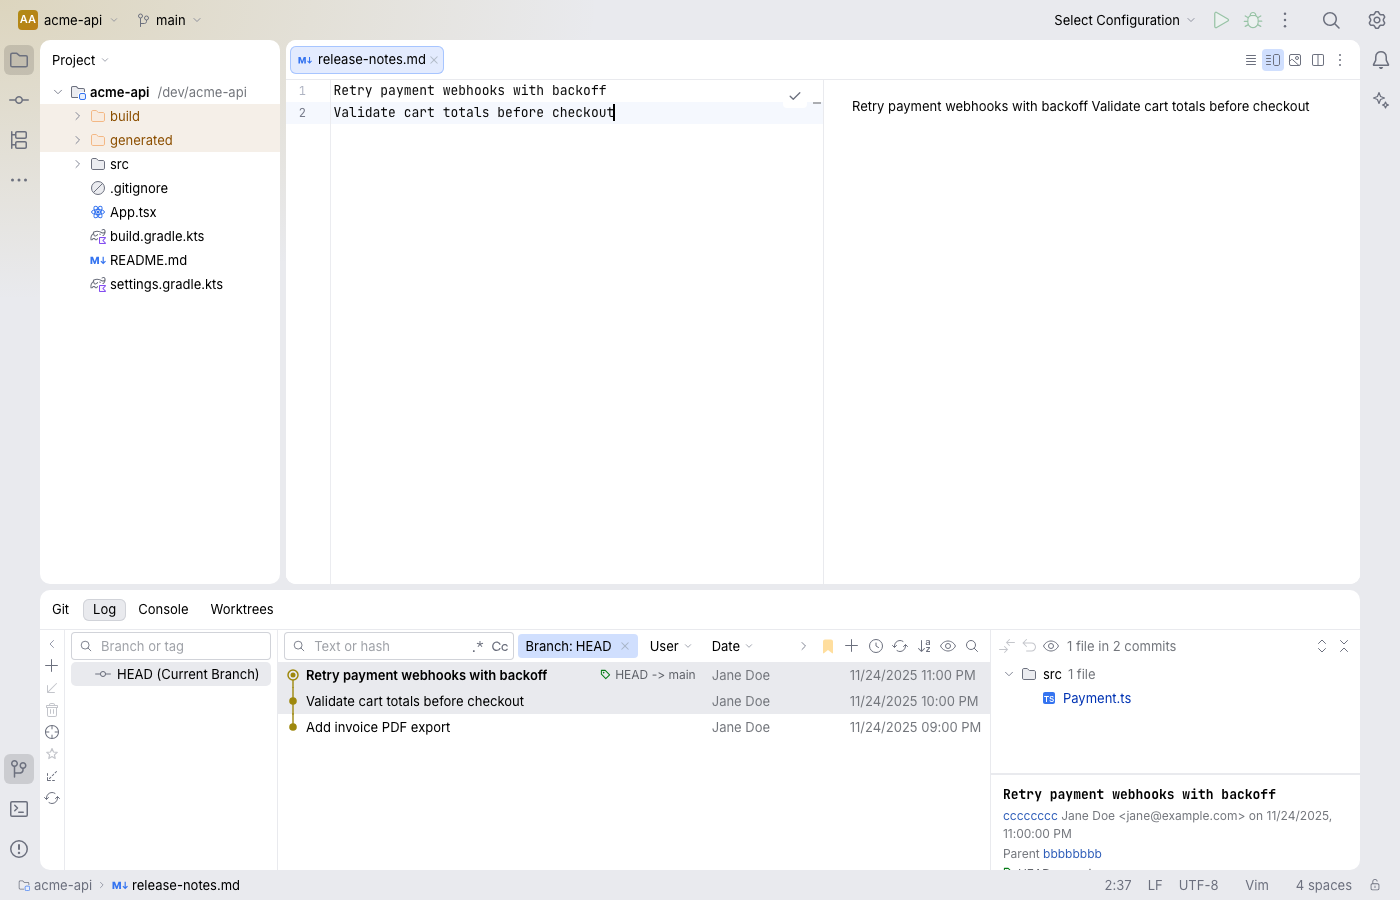 AA acme-api main Select Configuration
Project
acme-api /dev/acme-api
build
generated
src
.gitignore
App.tsx
build.gradle.kts
M↓ README.md
settings.gradle.kts
M↓ release-notes.md
1 Retry payment webhooks with backoff
2 Validate cart totals before checkout
Retry payment webhooks with backoff Validate cart totals before checkout
Git Log Console Worktrees
Branch or tag
HEAD (Current Branch)
Text or hash .* Cc Branch: HEAD User Date
Retry payment webhooks with backoff HEAD -> main Jane Doe 11/24/2025 11:00 PM
Validate cart totals before checkout Jane Doe 11/24/2025 10:00 PM
Add invoice PDF export Jane Doe 11/24/2025 09:00 PM
1 file in 2 commits
src 1 file
TS Payment.ts
Retry payment webhooks with backoff
cccccccc Jane Doe <jane@example.com> on 11/24/2025,
11:00:00 PM
Parent bbbbbbbb
acme-api M↓ release-notes.md 2:37 LF UTF-8 Vim 4 spaces